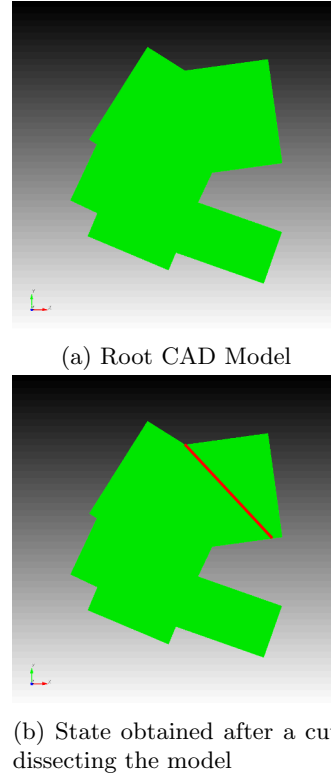 (a) Root CAD Model
(b) State obtained after a cu
dissecting the model